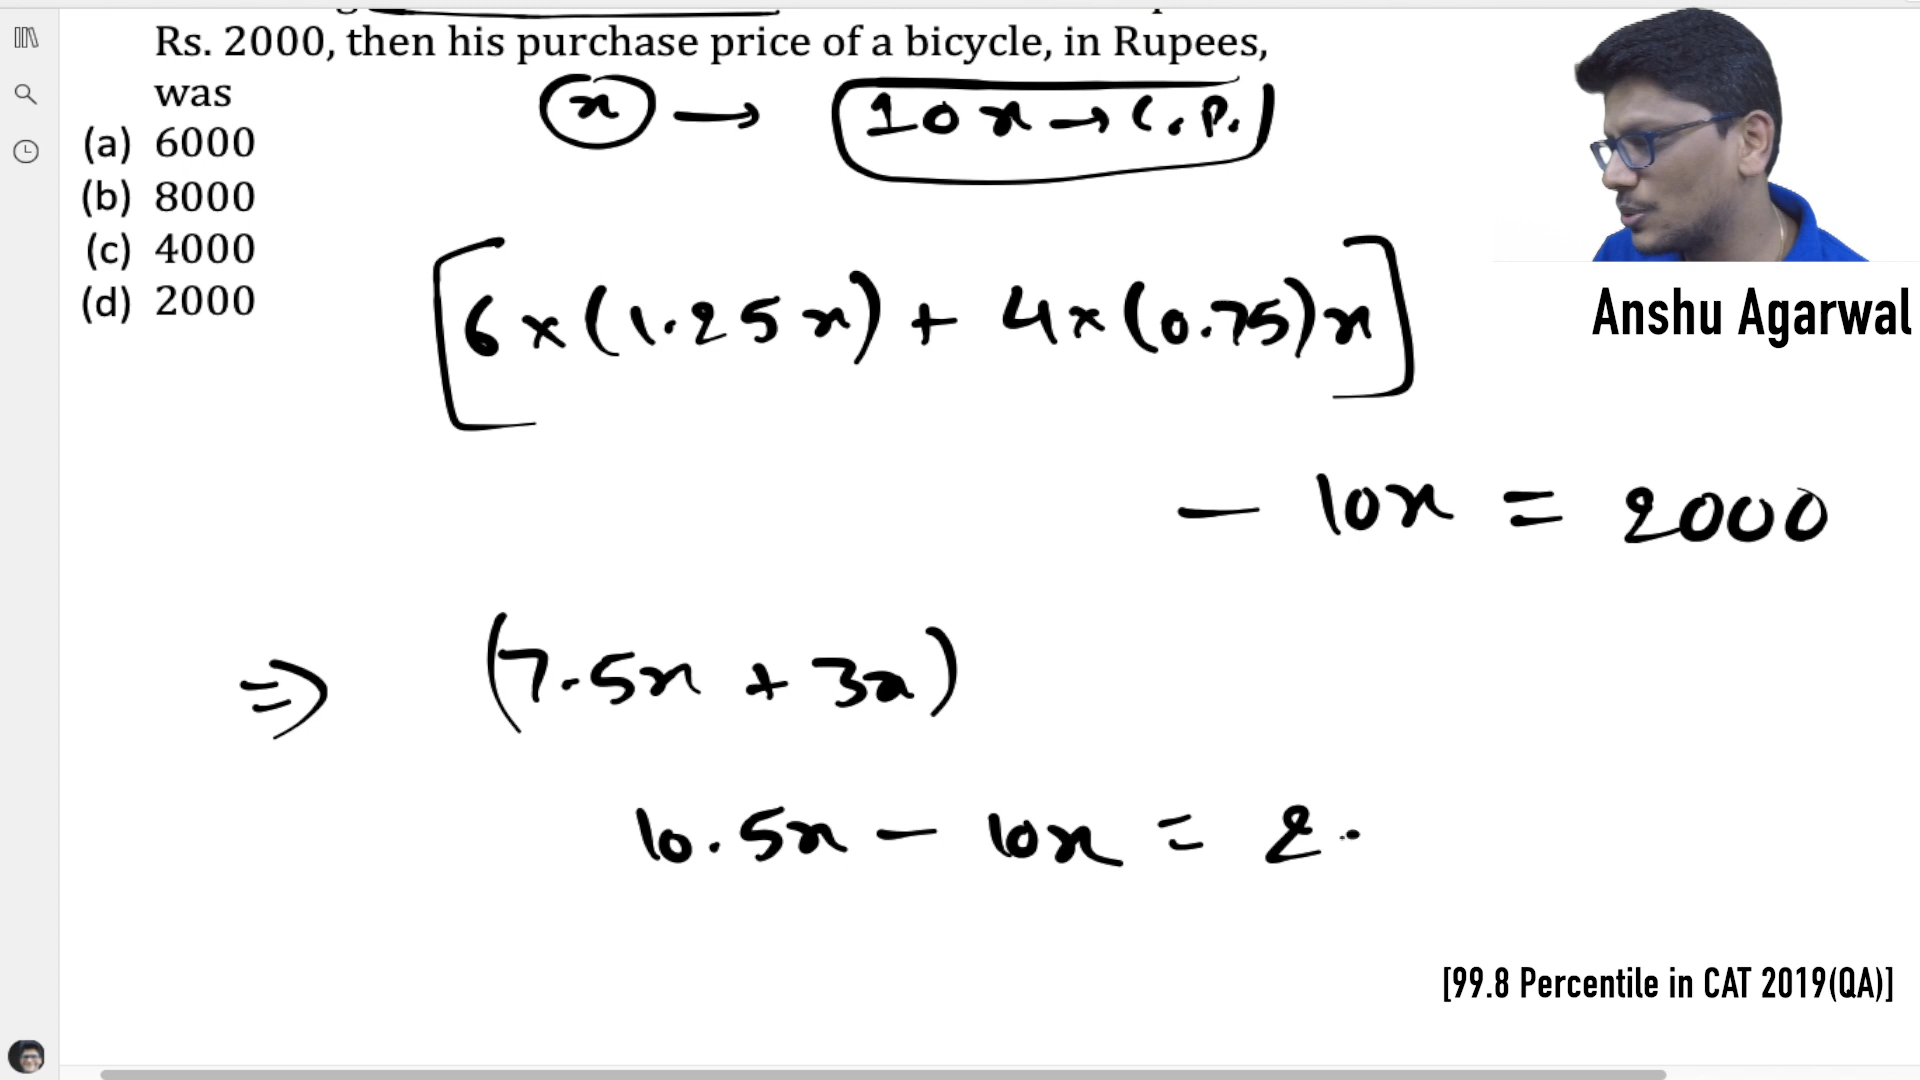 Rs. 2000, then his purchase price of a bicycle, in Rupees,
was
x → 10x → C.P.
(a) 6000
(b) 8000
(c) 4000
(d) 2000
[6 × (1.25x) + 4 × (0.75)x]
Anshu Agarwal
− 10x = 2000
⇒ (7.5x + 3x)
10.5x − 10x = 2
[99.8 Percentile in CAT 2019(QA)]